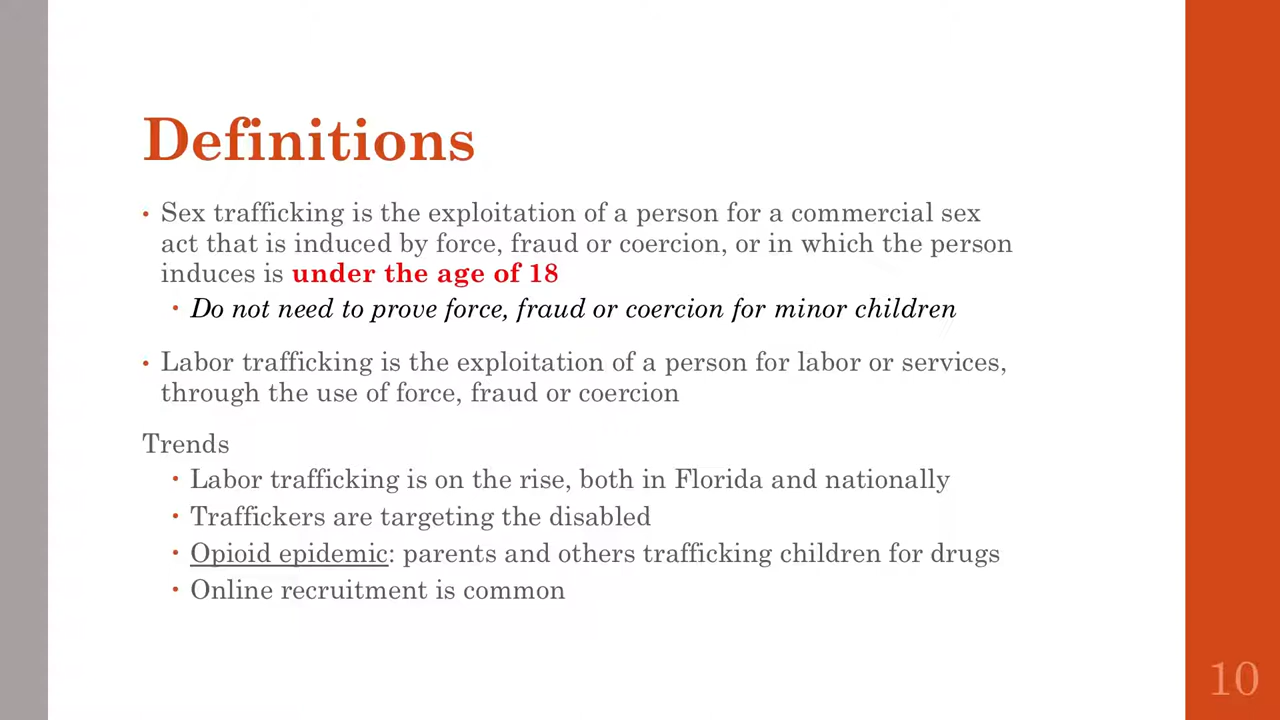 Definitions
• Sex trafficking is the exploitation of a person for a commercial sex
act that is induced by force, fraud or coercion, or in which the person
induces is under the age of 18
• Do not need to prove force, fraud or coercion for minor children
• Labor trafficking is the exploitation of a person for labor or services,
through the use of force, fraud or coercion
Trends
• Labor trafficking is on the rise, both in Florida and nationally
• Traffickers are targeting the disabled
• Opioid epidemic: parents and others trafficking children for drugs
• Online recruitment is common
10